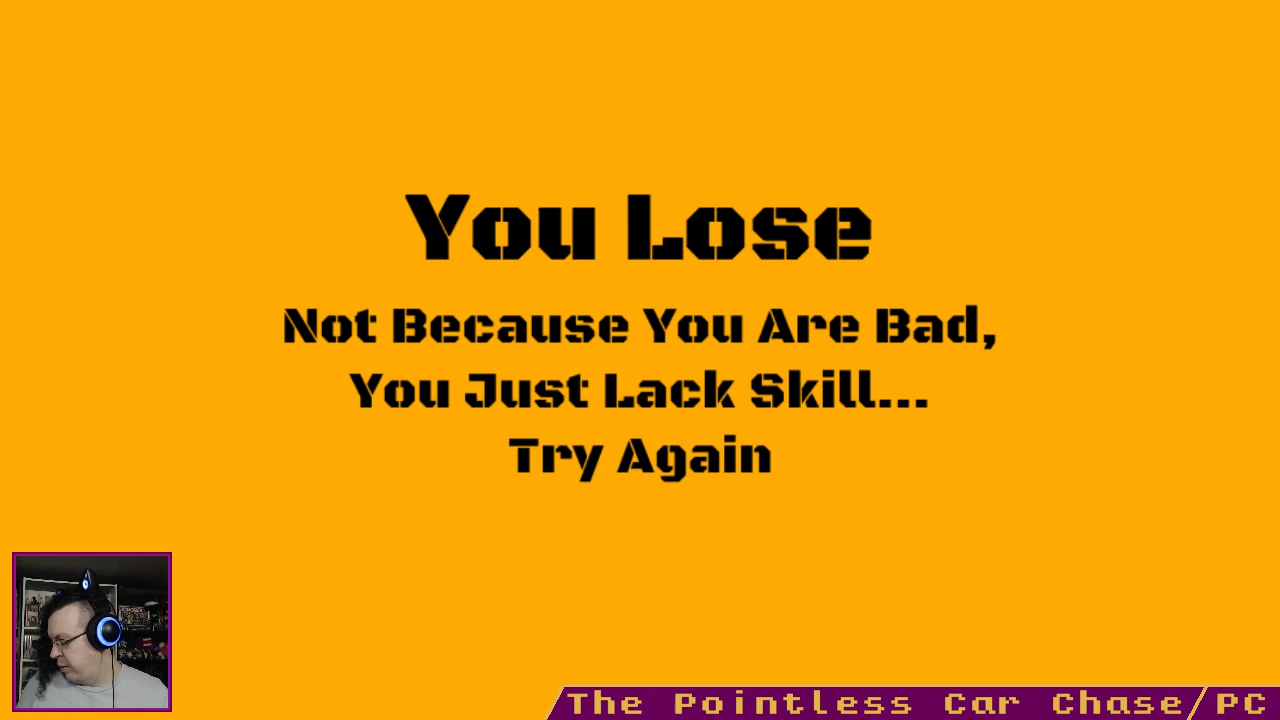 You Lose
Not Because You Are Bad,
You Just Lack Skill...
Try Again
The Pointless Car Chase/PC